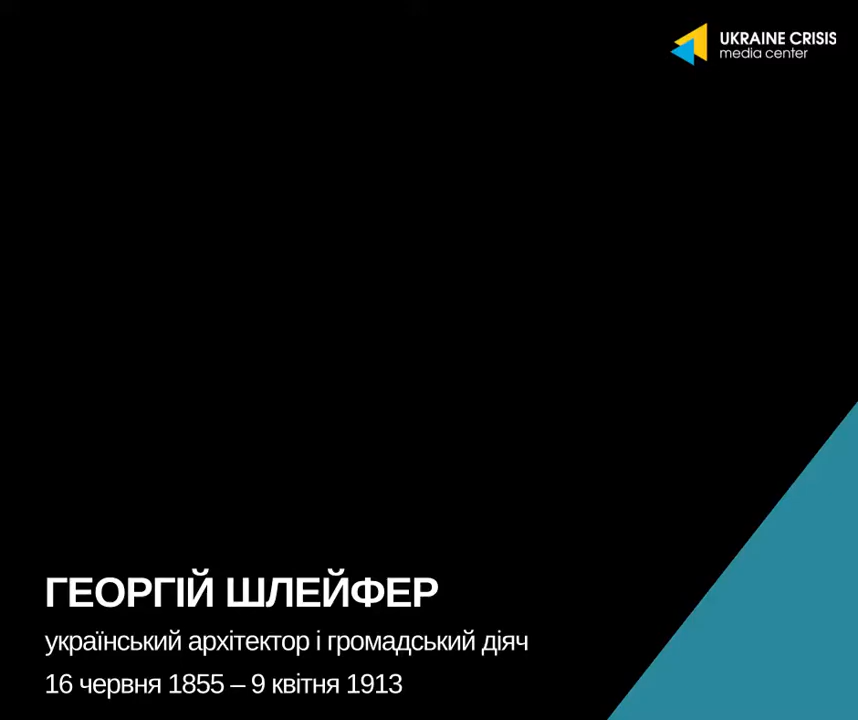 UKRAINE CRISIS
media center
ГЕОРГІЙ ШЛЕЙФЕР
український архітектор і громадський діяч
16 червня 1855 – 9 квітня 1913